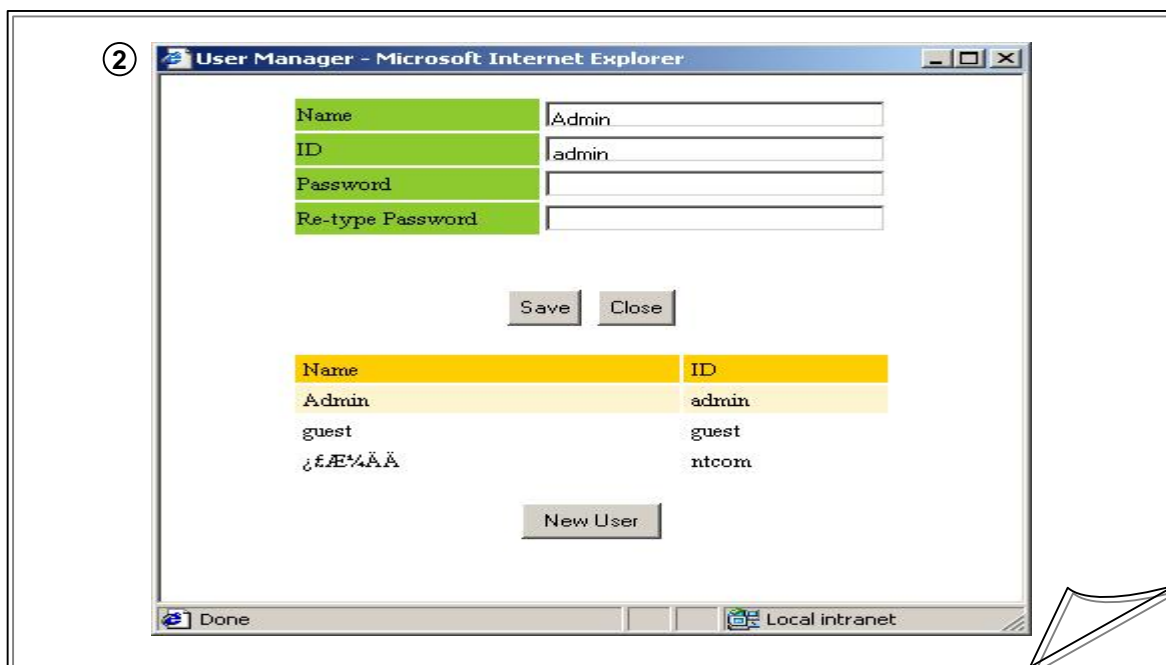 ②
User Manager - Microsoft Internet Explorer
Name Admin
ID admin
Password
Re-type Password
Save Close
Name ID
Admin admin
guest guest
¿£Æ¼ÄÄ ntcom
New User
Done Local intranet